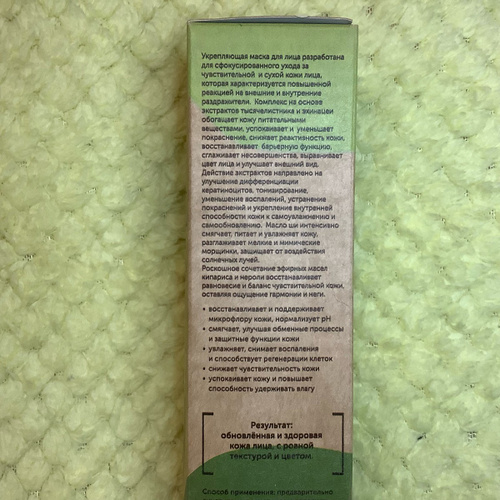 Укрепляющая маска для лица разработана
для сфокусированного ухода за
чувствительной и сухой кожи лица,
которая характеризуется повышенной
реакцией на внешние и внутренние
раздражители. Комплекс на основе
экстрактов тысячелистника и эхинацеи
обогащает кожу питательными
веществами, успокаивает и уменьшает
покраснение, снижает реактивность кожи,
восстанавливает барьерную функцию,
сглаживает несовершенства, выравнивает
цвет лица и улучшает внешний вид.
Действие экстрактов направлено на
улучшение дифференциации
кератиноцитов, тонизирование,
уменьшение воспалений, устранение
покраснений и укрепление внутренней
способности кожи к самоувлажнению и
самообновлению. Масло ши интенсивно
смягчает, питает и увлажняет кожу,
разглаживает мелкие и мимические
морщинки, защищает от воздействия
солнечных лучей.
Роскошное сочетание эфирных масел
кипариса и нероли восстанавливает
равновесие и баланс чувствительной кожи,
оставляя ощущение гармонии и неги.
• восстанавливает и поддерживает
микрофлору кожи, нормализует pH
• смягчает, улучшая обменные процессы
и защитные функции кожи
• увлажняет, снимает воспаления
и способствует регенерации клеток
• снижает чувствительность кожи
• успокаивает кожу и повышает
способность удерживать влагу
Результат:
обновлённая и здоровая
кожа лица, с ровной
текстурой и цветом.
Способ применения: предварительно